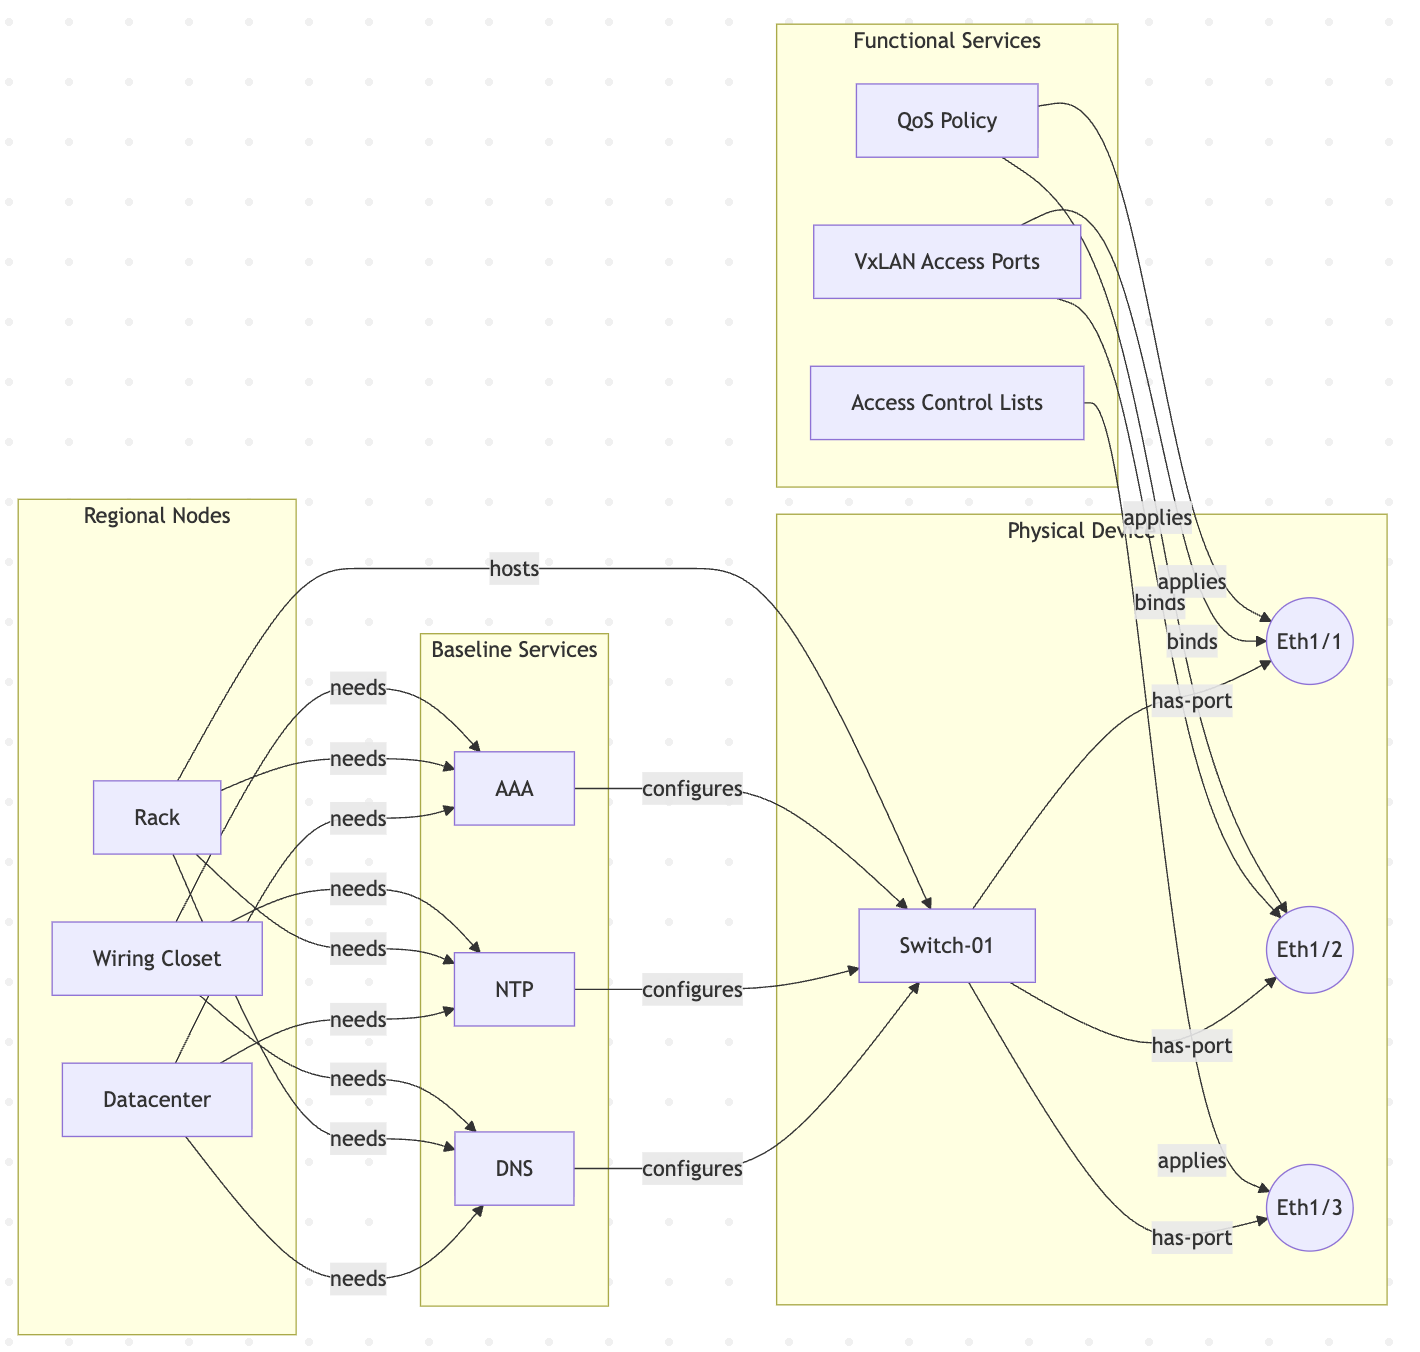 Functional Services
QoS Policy
VxLAN Access Ports
Access Control Lists
Regional Nodes
Rack
Wiring Closet
Datacenter
hosts
needs
needs
needs
needs
needs
needs
needs
needs
needs
Baseline Services
AAA
NTP
DNS
configures
configures
configures
Physical Device
applies
applies
binds
binds
has-port
has-port
applies
has-port
Switch-01
Eth1/1
Eth1/2
Eth1/3